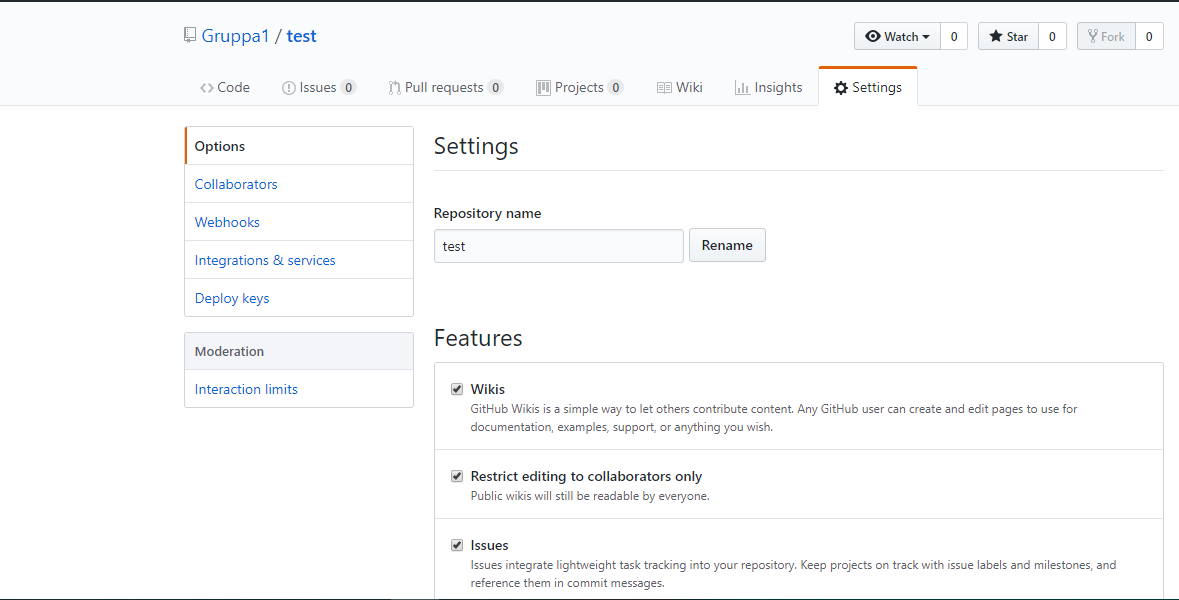 Gruppa1 / test
Watch 0 Star 0 Fork 0
Code Issues 0 Pull requests 0 Projects 0 Wiki Insights Settings
Options
Collaborators
Webhooks
Integrations & services
Deploy keys
Moderation
Interaction limits
Settings
Repository name
test Rename
Features
Wikis
GitHub Wikis is a simple way to let others contribute content. Any GitHub user can create and edit pages to use for
documentation, examples, support, or anything you wish.
Restrict editing to collaborators only
Public wikis will still be readable by everyone.
Issues
Issues integrate lightweight task tracking into your repository. Keep projects on track with issue labels and milestones, and
reference them in commit messages.